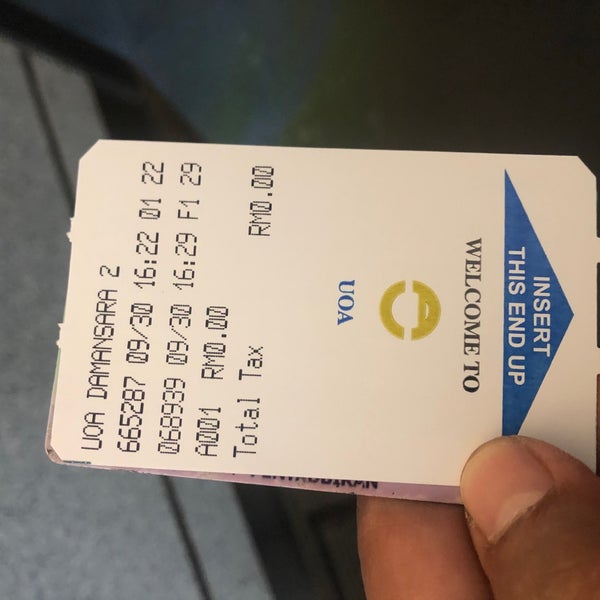 UOA DAMANSARA 2
665287 09/30 16:22 01 22
068939 09/30 16:29 F1 29
A001 RM0.00
Total Tax RM0.00
UOA
WELCOME TO
INSERT
THIS END UP